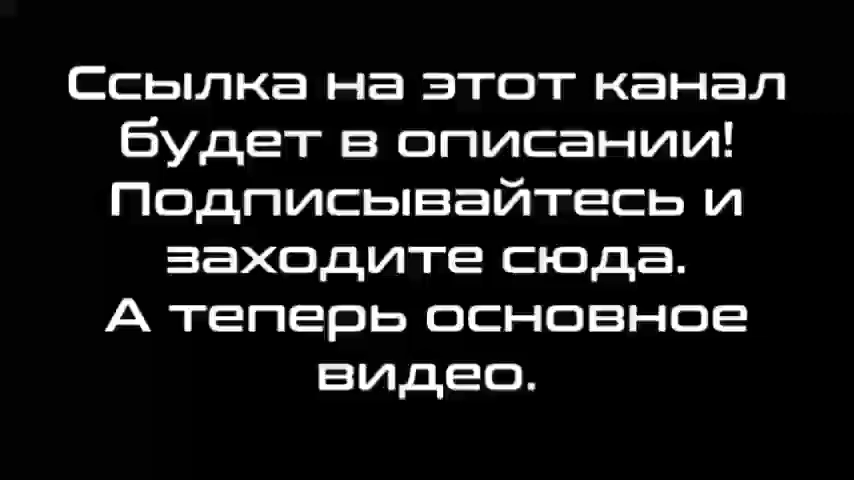 Ссылка на этот канал
будет в описании!
Подписывайтесь и
заходите сюда.
А теперь основное
видео.